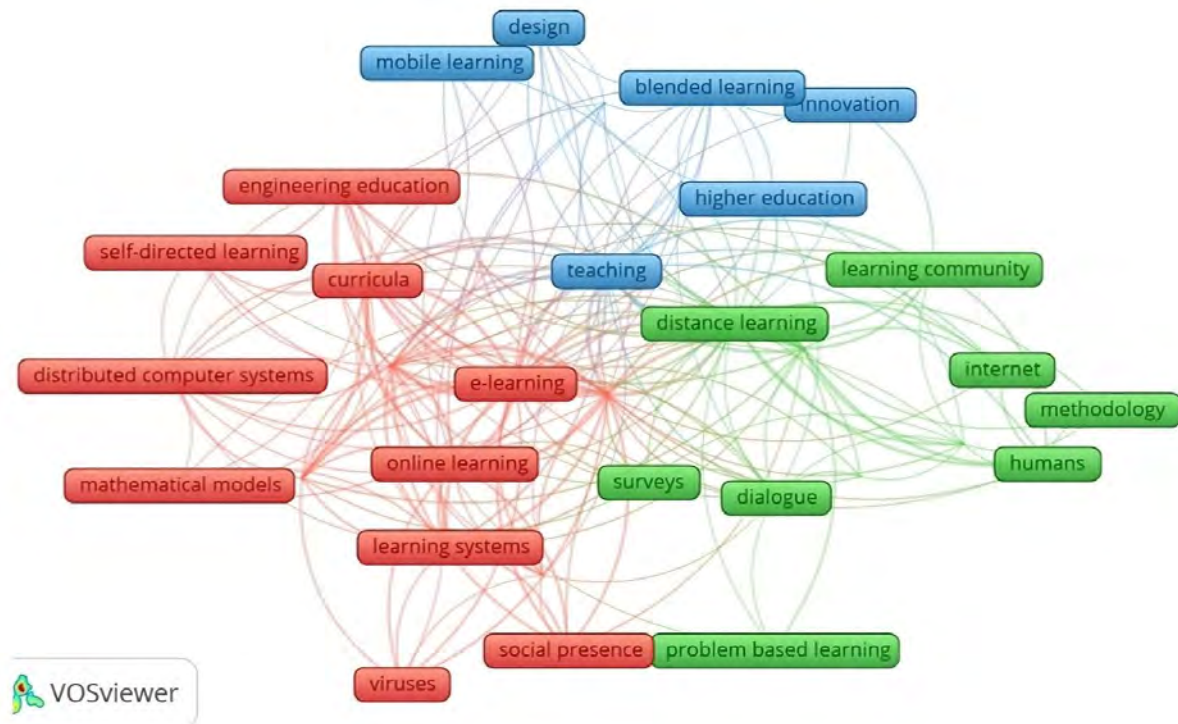 design
mobile learning
blended learning
innovation
engineering education
higher education
self-directed learning
curricula
teaching
learning community
distance learning
distributed computer systems
e-learning
internet
methodology
online learning
humans
mathematical models
surveys
dialogue
learning systems
social presence
problem based learning
viruses
VOSviewer